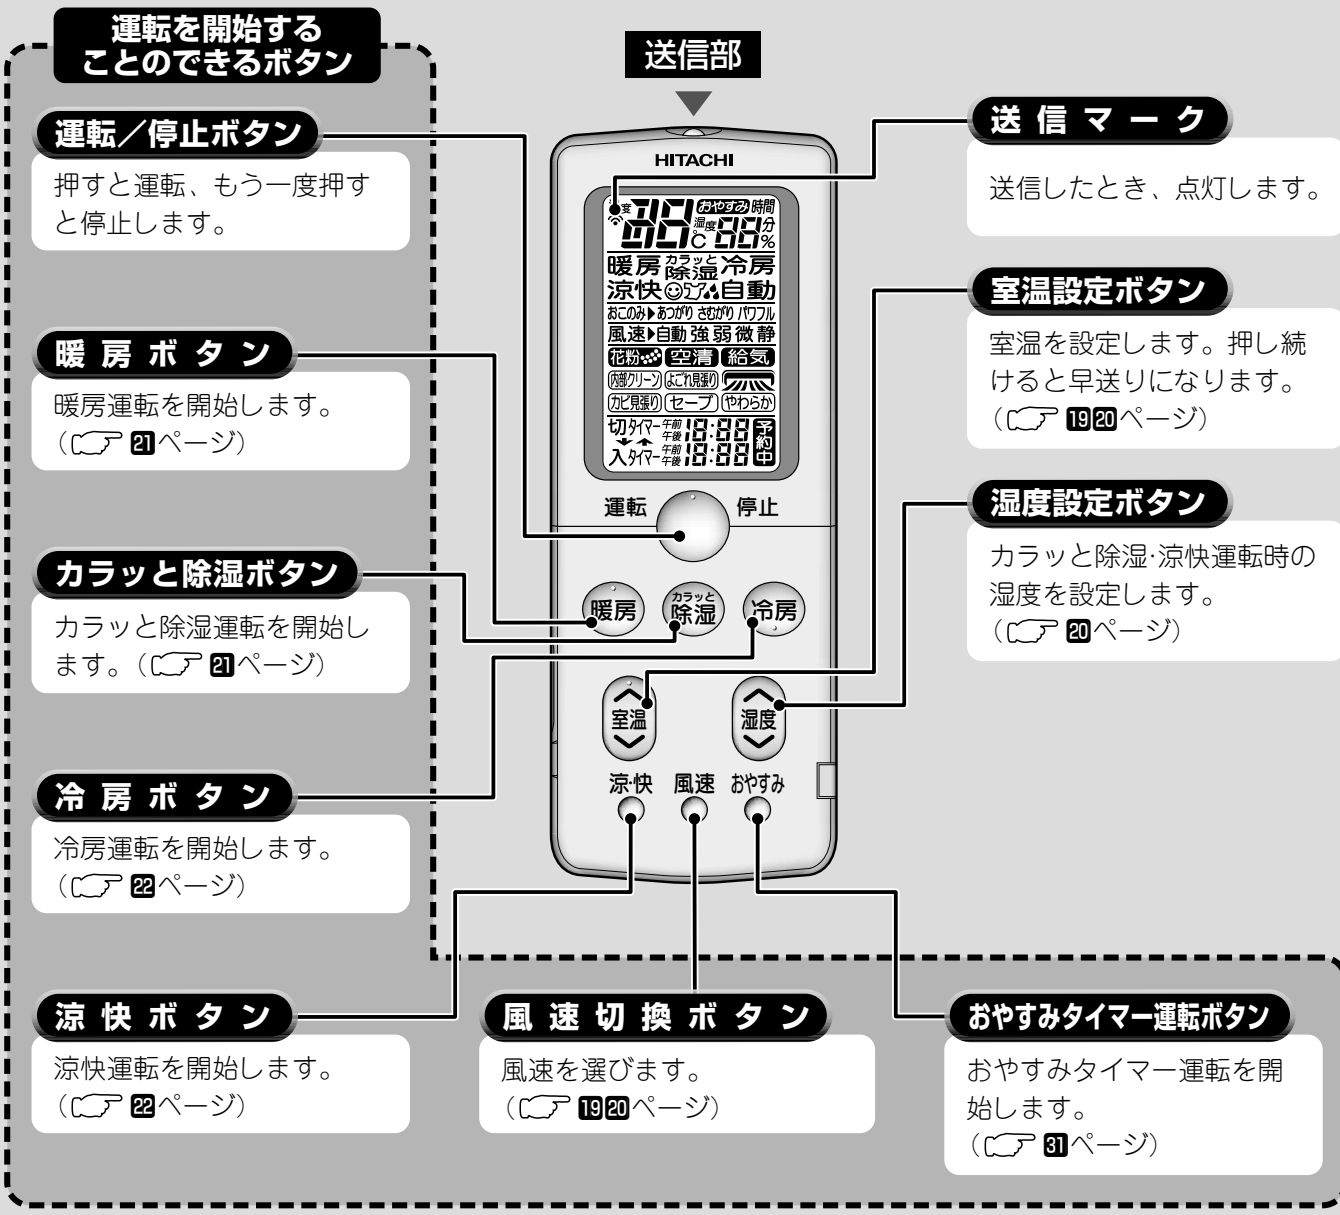 運転を開始する
ことのできるボタン
運転／停止ボタン
押すと運転、もう一度押す
と停止します。
暖房ボタン
暖房運転を開始します。
（21ページ）
カラッと除湿ボタン
カラッと除湿運転を開始し
ます。（21ページ）
冷房ボタン
冷房運転を開始します。
（22ページ）
涼快ボタン
涼快運転を開始します。
（22ページ）
送信部
HITACHI
おやすみ 時間
温度 88 湿度 ℃ 88 分 %
暖房 カラッと除湿 冷房
涼快 自動
おこのみ▶あつがり さむがり パワフル
風速▶自動 強 弱 微 静
花粉 空清 給気
内部クリーン よごれ見張り
カビ見張り セーブ やわらか
切タイマー 午前 午後 18:88 予約中
入タイマー 午前 午後 18:88
運転 停止
暖房 カラッと除湿 冷房
室温 湿度
涼快 風速 おやすみ
風速切換ボタン
風速を選びます。
（19 20ページ）
送信マーク
送信したとき、点灯します。
室温設定ボタン
室温を設定します。押し続
けると早送りになります。
（19 20ページ）
湿度設定ボタン
カラッと除湿・涼快運転時の
湿度を設定します。
（20ページ）
おやすみタイマー運転ボタン
おやすみタイマー運転を開
始します。
（31ページ）